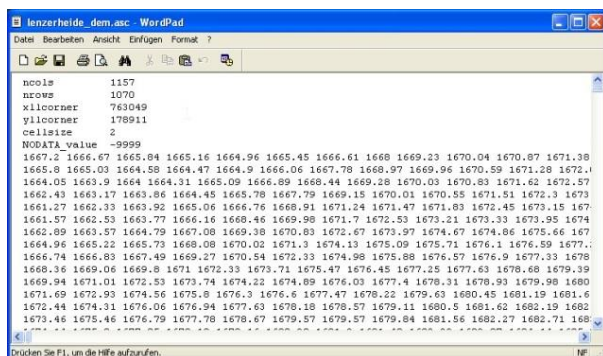 lenzerheide_dem.asc - WordPad
Datei Bearbeiten Ansicht Einfügen Format ?
ncols 1157
nrows 1070
xllcorner 763049
yllcorner 178911
cellsize 2
NODATA_value -9999
1667.2 1666.67 1665.84 1665.16 1664.96 1665.45 1666.61 1668 1669.23 1670.04 1670.87 1671.38
1665.8 1665.03 1664.58 1664.47 1664.9 1666.06 1667.78 1668.97 1669.96 1670.59 1671.28 1672.
1664.05 1663.9 1664 1664.31 1665.09 1666.89 1668.44 1669.28 1670.03 1670.83 1671.62 1672.57
1662.43 1663.17 1663.86 1664.45 1665.78 1667.79 1669.15 1670.01 1670.55 1671.51 1672.3 1673
1661.27 1662.33 1663.92 1665.06 1666.76 1668.91 1669.91 1671.24 1671.47 1671.83 1672.45 1673.15 167
1661.57 1662.53 1663.77 1666.16 1668.46 1669.98 1671.7 1672.53 1673.21 1673.33 1673.95 1674
1662.89 1663.57 1664.79 1667.08 1669.38 1670.83 1672.67 1673.97 1674.67 1674.86 1675.66 167
1664.96 1665.22 1665.73 1668.08 1670.02 1671.3 1674.13 1675.09 1675.71 1676.1 1676.59 1677.
1666.74 1666.83 1667.49 1669.27 1670.54 1672.33 1674.98 1675.88 1676.57 1676.9 1677.33 1678
1668.36 1669.06 1669.8 1671 1672.33 1673.71 1675.47 1676.45 1677.25 1677.63 1678.68 1679.39
1669.94 1671.01 1672.53 1673.74 1674.22 1674.89 1676.03 1677.4 1678.31 1678.93 1679.98 1680
1671.69 1672.93 1674.56 1675.8 1676.3 1676.6 1677.47 1678.22 1679.63 1680.45 1681.19 1681.6
1672.44 1674.31 1676.06 1676.94 1677.63 1678.18 1678.57 1679.11 1680.5 1681.62 1682.19 1682
1673.46 1675.46 1676.79 1677.78 1678.67 1679.57 1679.57 1679.84 1681.56 1682.27 1682.71 168
Drücken Sie F1, um die Hilfe aufzurufen.
NF